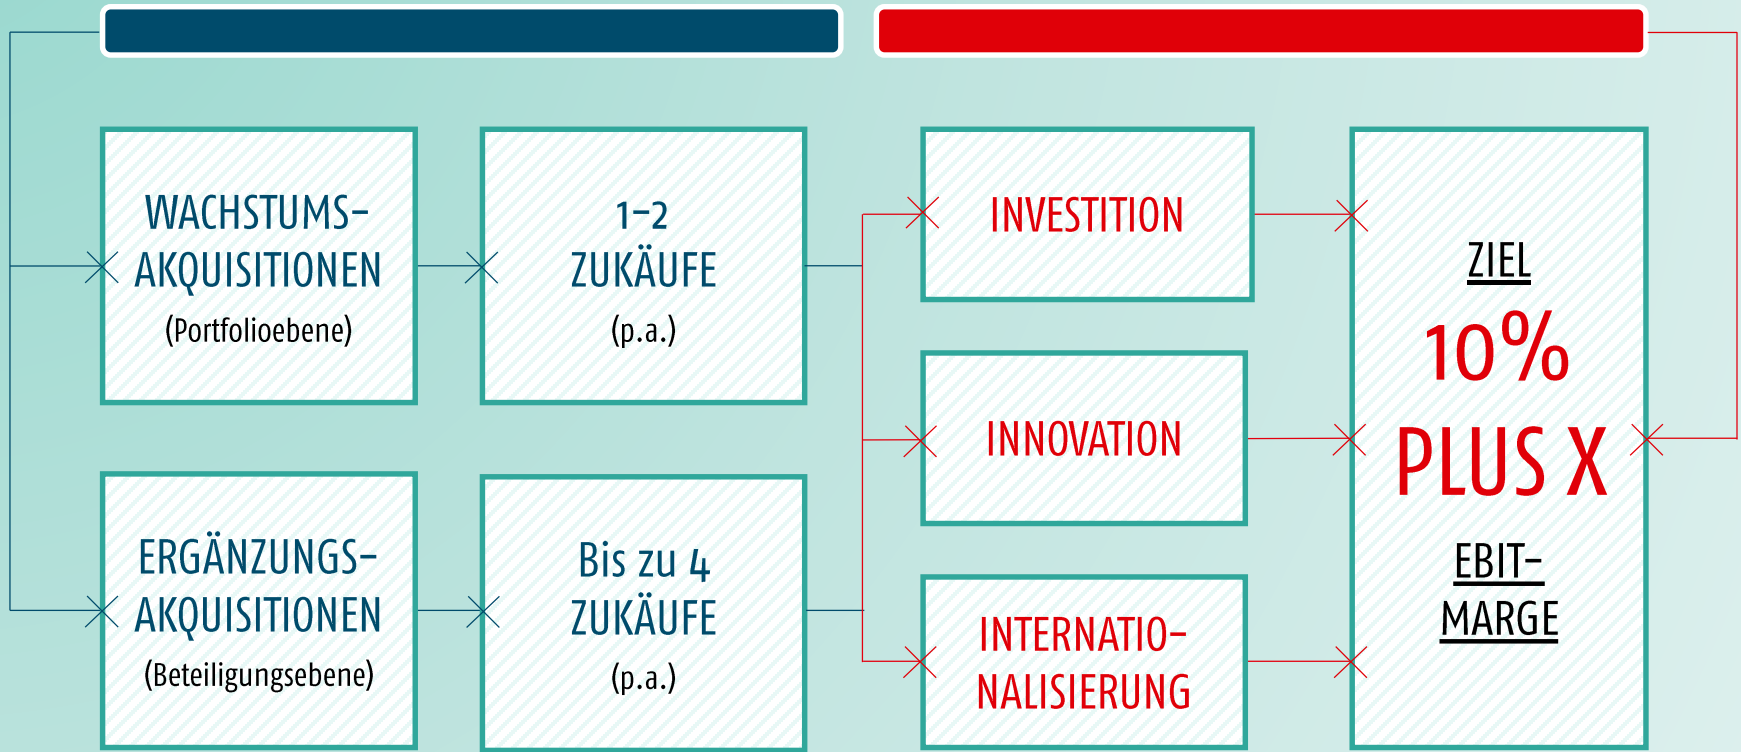 WACHSTUMS-
AKQUISITIONEN
(Portfolioebene)
1–2
ZUKÄUFE
(p.a.)
ERGÄNZUNGS-
AKQUISITIONEN
(Beteiligungsebene)
Bis zu 4
ZUKÄUFE
(p.a.)
INVESTITION
INNOVATION
INTERNATIO-
NALISIERUNG
ZIEL
10%
PLUS X
EBIT-
MARGE